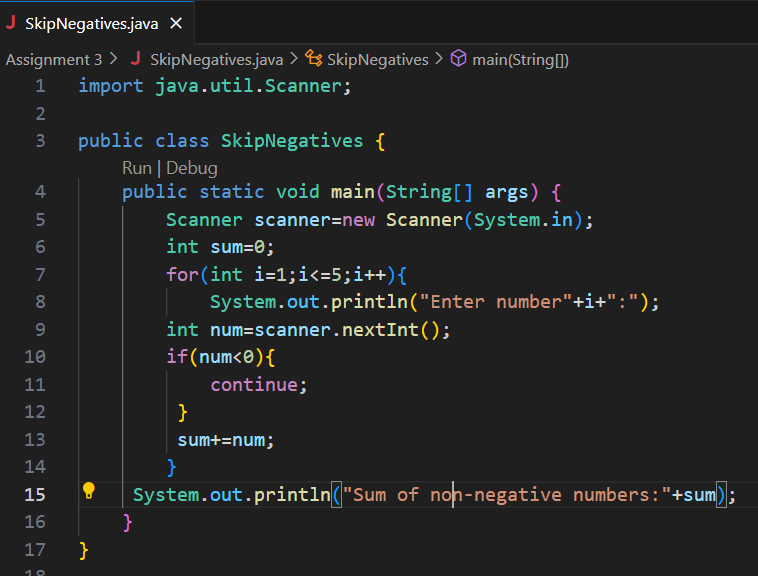 SkipNegatives.java
Assignment 3 > SkipNegatives.java > SkipNegatives > main(String[])
1 import java.util.Scanner;
2
3 public class SkipNegatives {
Run | Debug
4 public static void main(String[] args) {
5 Scanner scanner=new Scanner(System.in);
6 int sum=0;
7 for(int i=1;i<=5;i++){
8 System.out.println("Enter number"+i+":");
9 int num=scanner.nextInt();
10 if(num<0){
11 continue;
12 }
13 sum+=num;
14 }
15 System.out.println("Sum of non-negative numbers:"+sum);
16 }
17 }
18